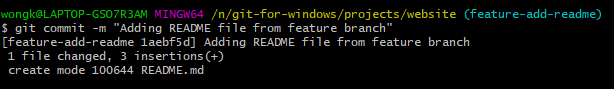 wongk@LAPTOP-GSO7R3AM MINGW64 /n/git-for-windows/projects/website (feature-add-readme)
$ git commit -m "Adding README file from feature branch"
[feature-add-readme 1aebf5d] Adding README file from feature branch
 1 file changed, 3 insertions(+)
 create mode 100644 README.md